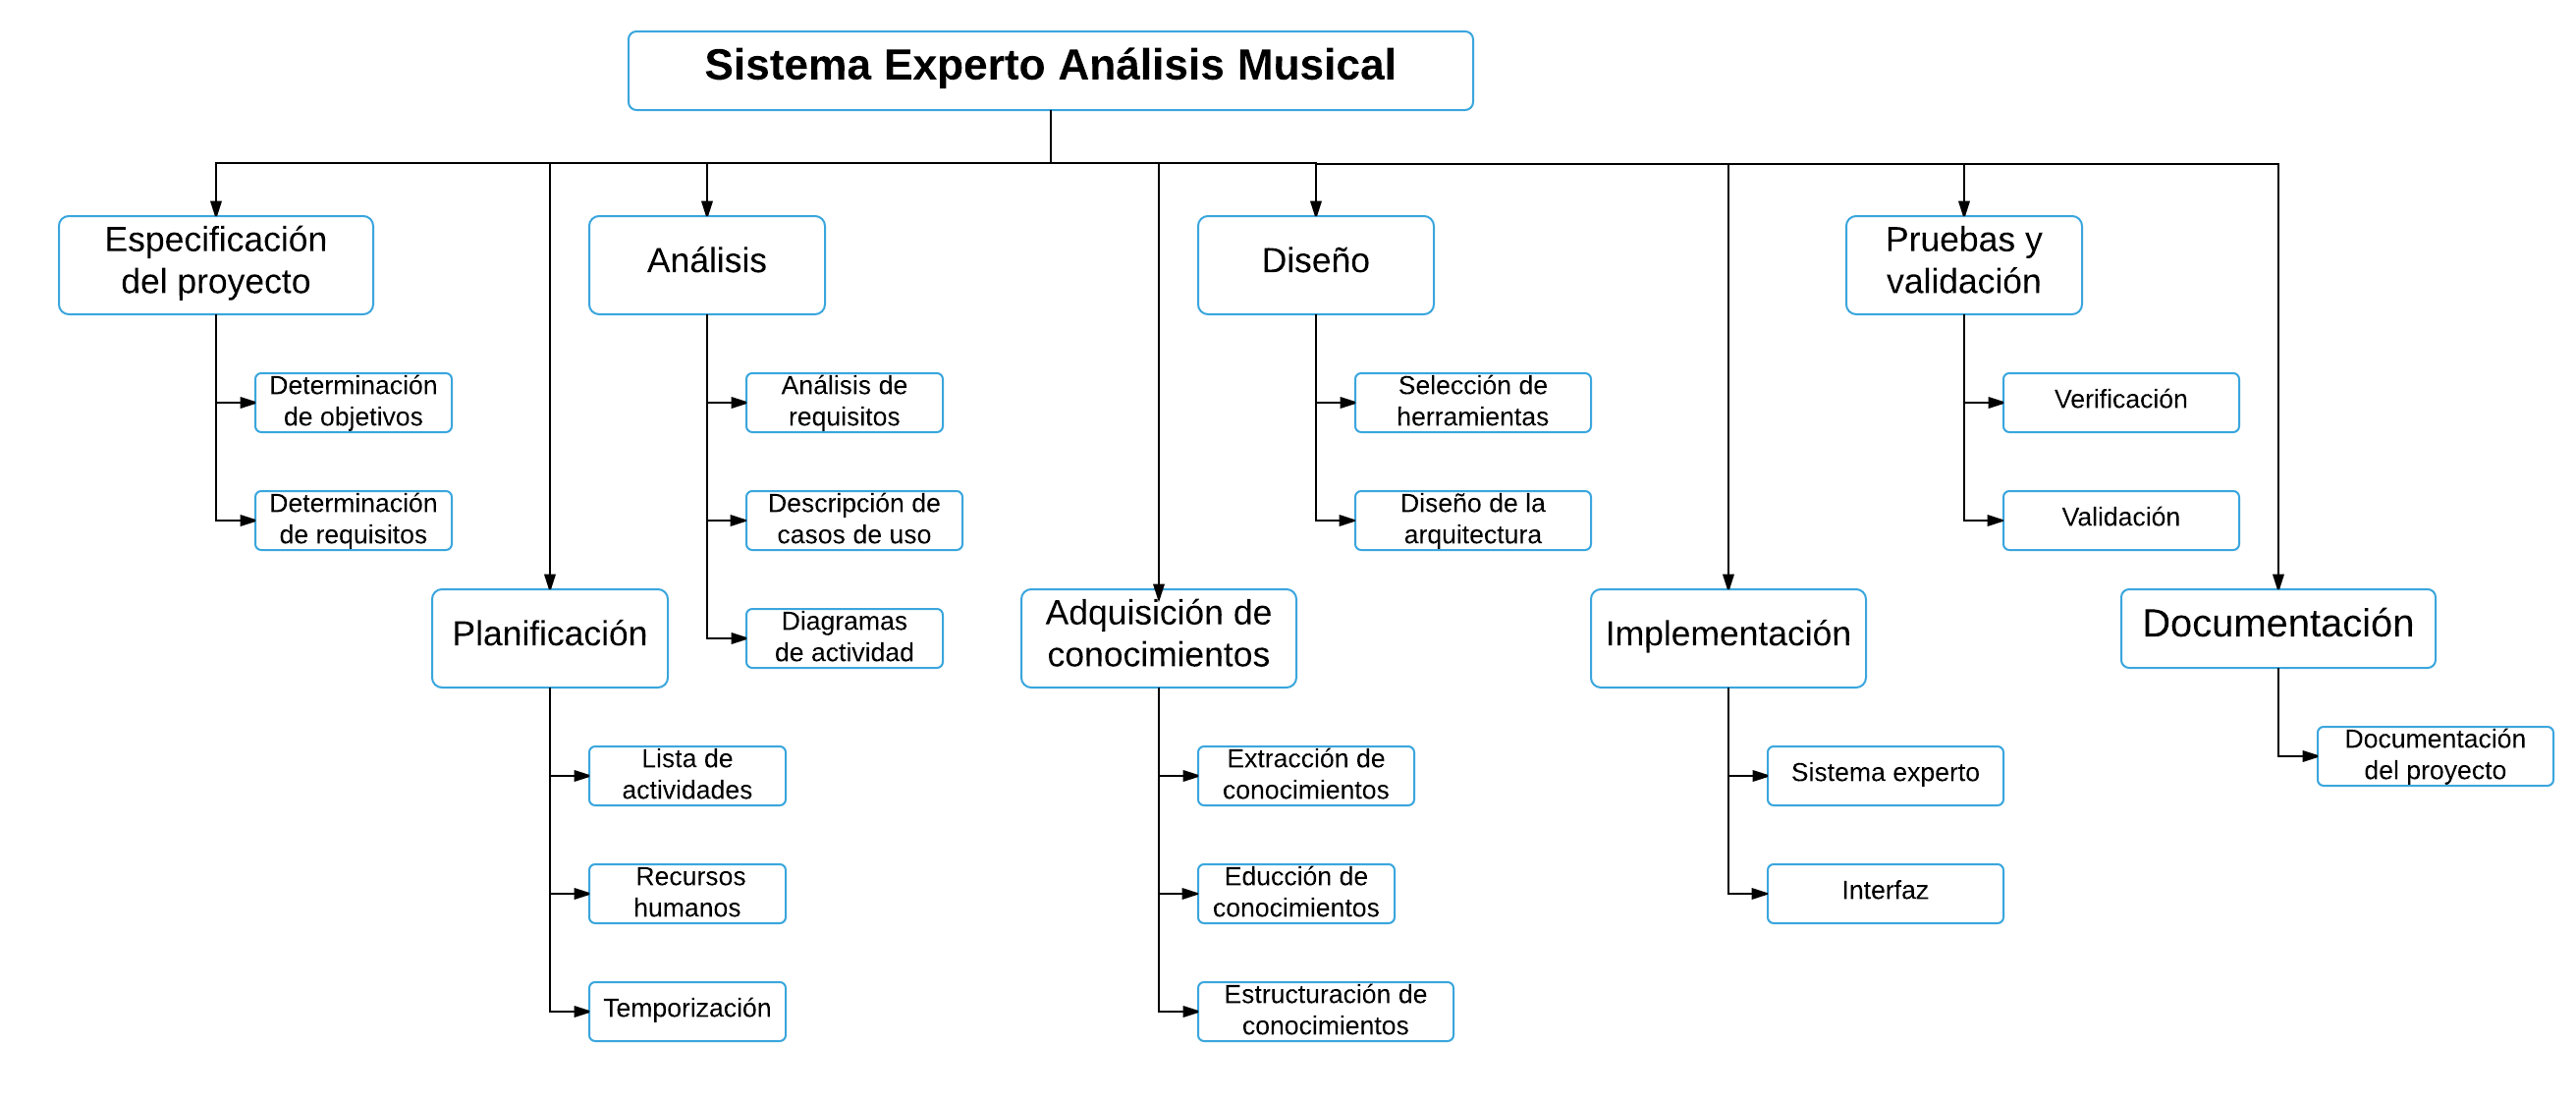 Sistema Experto Análisis Musical
Especificación
del proyecto
Determinación
de objetivos
Determinación
de requisitos
Planificación
Lista de
actividades
Recursos
humanos
Temporización
Análisis
Análisis de
requisitos
Descripción de
casos de uso
Diagramas
de actividad
Adquisición de
conocimientos
Extracción de
conocimientos
Educción de
conocimientos
Estructuración de
conocimientos
Diseño
Selección de
herramientas
Diseño de la
arquitectura
Implementación
Sistema experto
Interfaz
Pruebas y
validación
Verificación
Validación
Documentación
Documentación
del proyecto